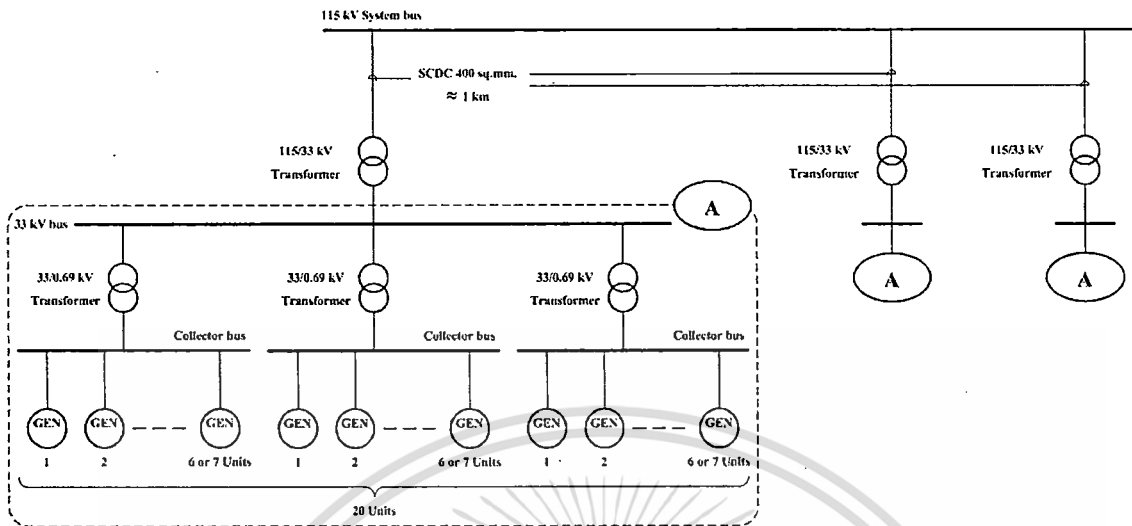 115 kV System bus
SCDC 400 sq.mm.
≈ 1 km
115/33 kV
Transformer
115/33 kV
Transformer
115/33 kV
Transformer
A
33 kV bus
33/0.69 kV
Transformer
33/0.69 kV
Transformer
33/0.69 kV
Transformer
A
A
Collector bus
Collector bus
Collector bus
GEN
GEN
GEN
GEN
GEN
GEN
GEN
GEN
GEN
1
2
6 or 7 Units
1
2
6 or 7 Units
1
2
6 or 7 Units
20 Units